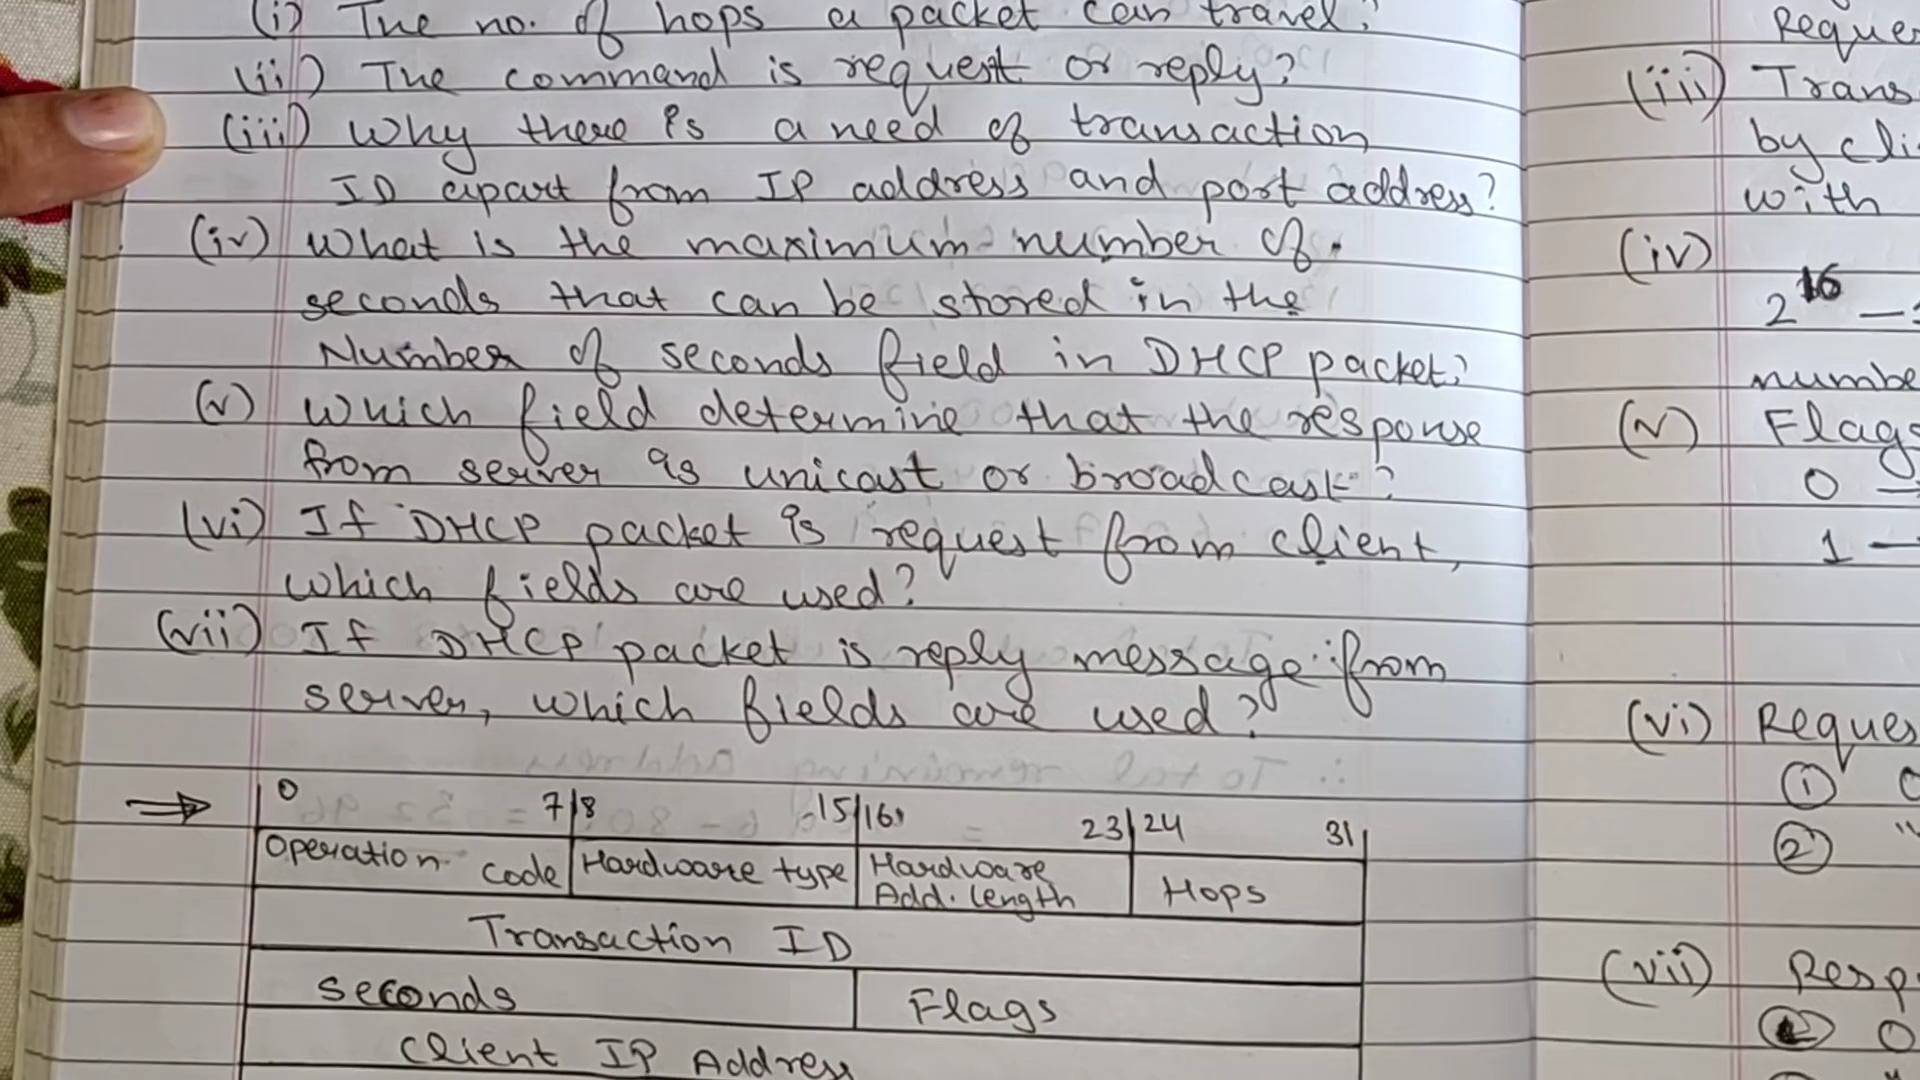 (i) The no. of hops a packet can travel?
(ii) The command is request or reply?
(iii) Why there is a need of transaction
ID apart from IP address and port address?
(iv) What is the maximum number of
seconds that can be stored in the
Number of seconds field in DHCP packet?
(v) Which field determine that the response
from server is unicast or broadcast?
(vi) If DHCP packet is request from client,
which fields are used?
(vii) If DHCP packet is reply message from
server, which fields are used?
⇒ 0 7|8 15|16 23|24 31
Operation code Hardware type Hardware Add. length Hops
Transaction ID
Seconds Flags
Client IP Address
Reque
(iii) Trans
by cli
with
(iv)
2^16 -
numbe
(v) Flags
0 -
1 -
(vi) Reques
①
② "
(vii) Resp